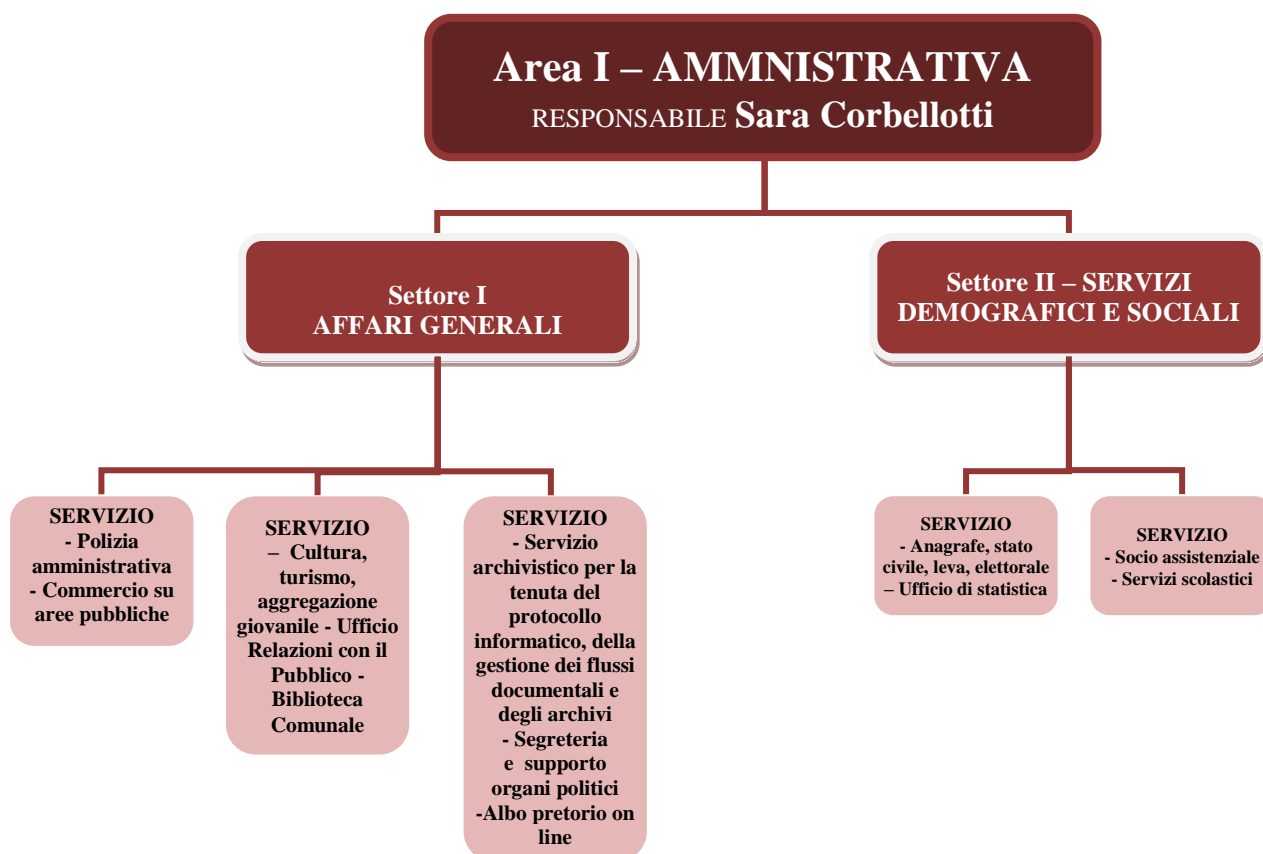 Area I – AMMNISTRATIVA
RESPONSABILE Sara Corbellotti
Settore I
AFFARI GENERALI
Settore II – SERVIZI
DEMOGRAFICI E SOCIALI
SERVIZIO
- Polizia
amministrativa
- Commercio su
aree pubbliche
SERVIZIO
– Cultura,
turismo,
aggregazione
giovanile - Ufficio
Relazioni con il
Pubblico -
Biblioteca
Comunale
SERVIZIO
- Servizio
archivistico per la
tenuta del
protocollo
informatico, della
gestione dei flussi
documentali e
degli archivi
- Segreteria
e supporto
organi politici
-Albo pretorio on
line
SERVIZIO
- Anagrafe, stato
civile, leva, elettorale
– Ufficio di statistica
SERVIZIO
- Socio assistenziale
- Servizi scolastici